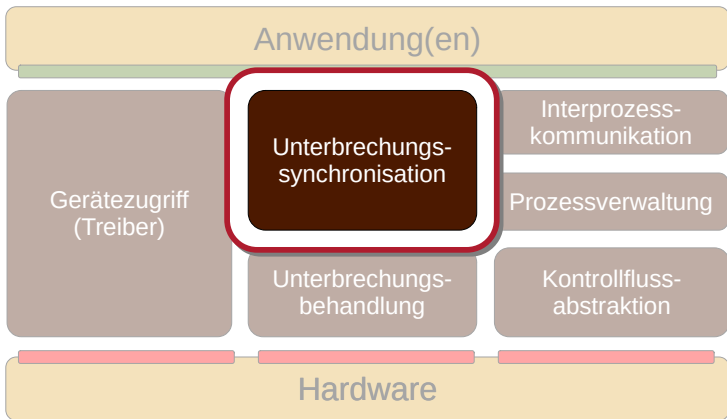 Anwendung(en)
Gerätezugriff
(Treiber)
Unterbrechungs-
synchronisation
Unterbrechungs-
behandlung
Interprozess-
kommunikation
Prozessverwaltung
Kontrollfluss-
abstraktion
Hardware